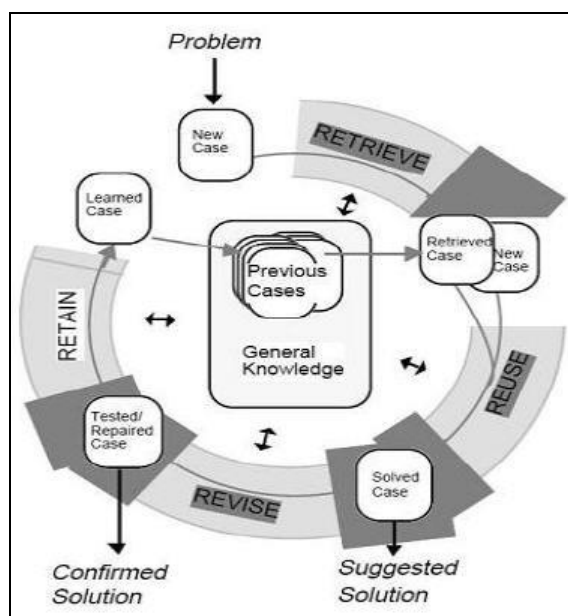 Problem
New
Case
RETRIEVE
Learned
Case
Retrieved
Case
New
Case
Previous
Cases
General
Knowledge
RETAIN
REUSE
Tested/
Repaired
Case
REVISE
Solved
Case
Confirmed
Solution
Suggested
Solution